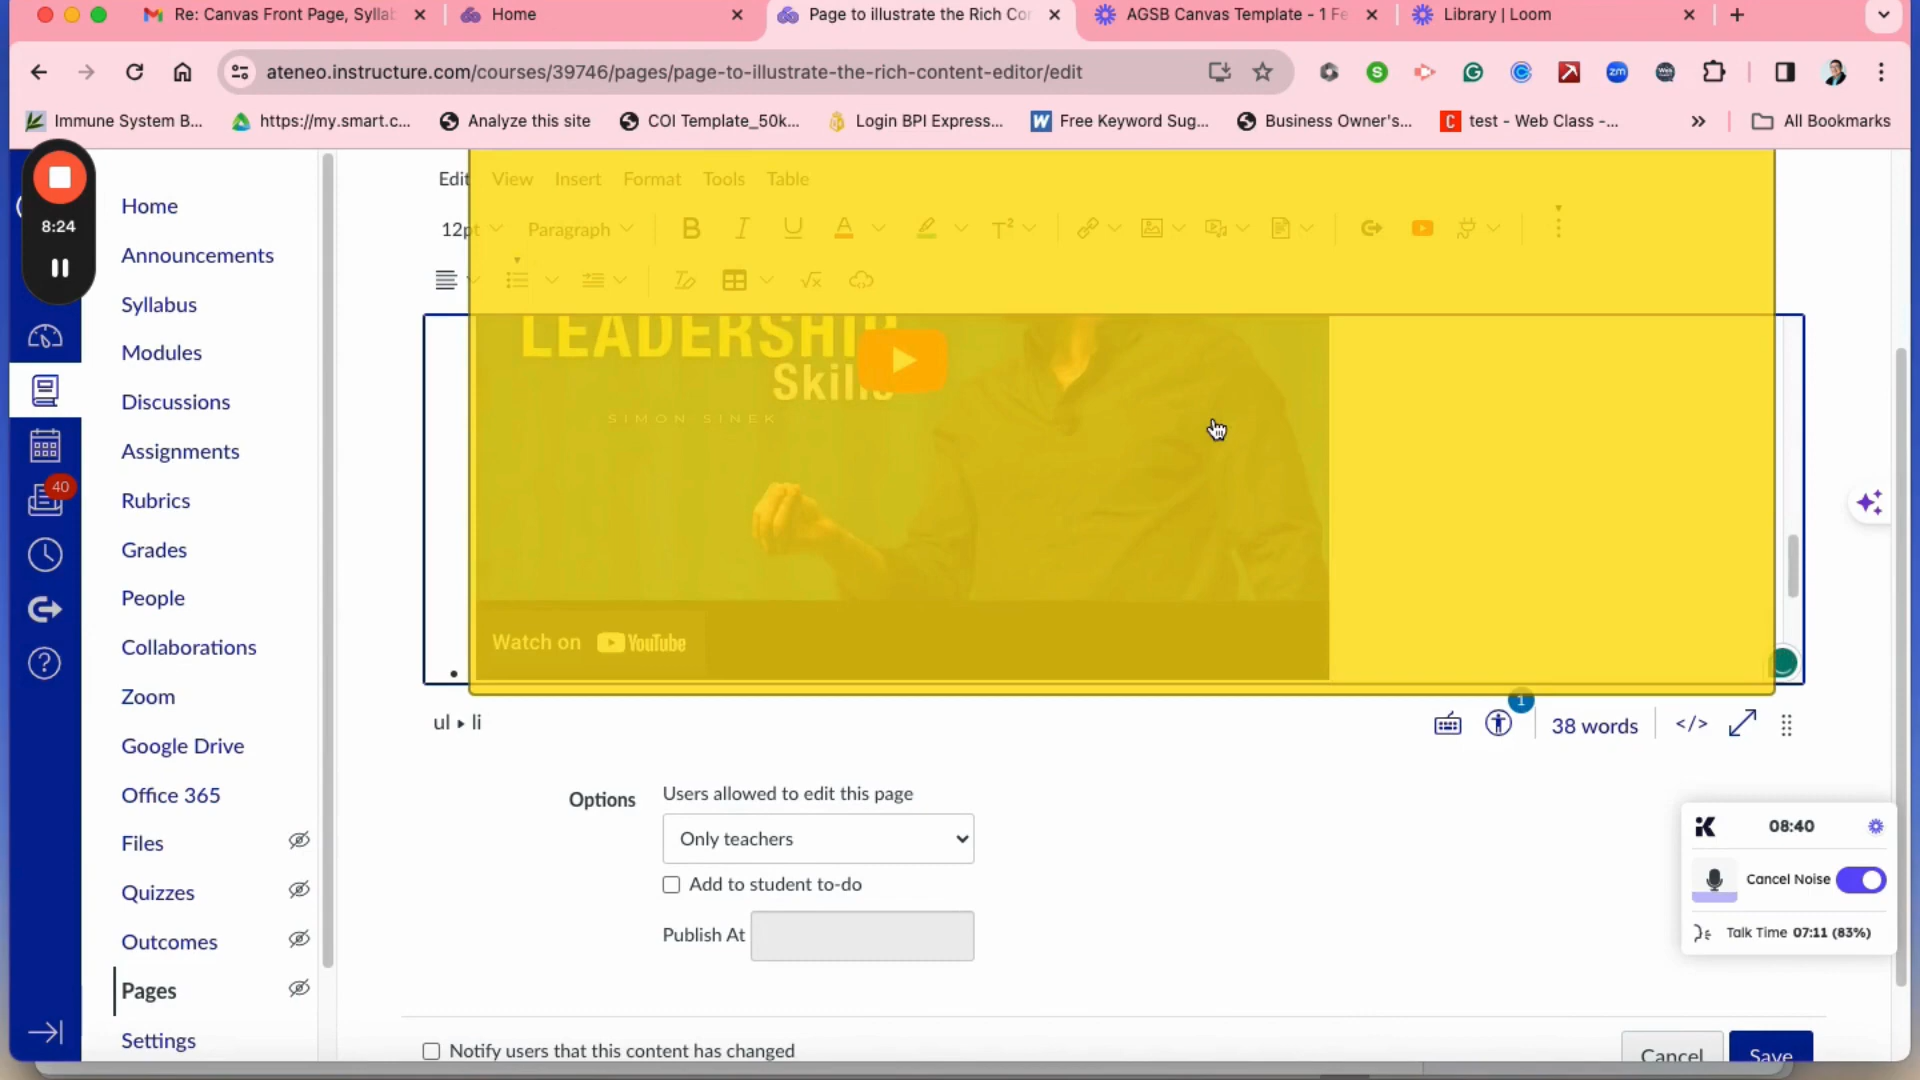 Re: Canvas Front Page, Syllab
Home
Page to illustrate the Rich Cor
AGSB Canvas Template - 1 Fe
Library | Loom
ateneo.instructure.com/courses/39746/pages/page-to-illustrate-the-rich-content-editor/edit
Immune System B...
https://my.smart.c...
Analyze this site
COI Template_50k...
Login BPI Express...
Free Keyword Sug...
Business Owner's...
test - Web Class -...
All Bookmarks
8:24
Home
Announcements
Syllabus
Modules
Discussions
Assignments
Rubrics
Grades
People
Collaborations
Zoom
Google Drive
Office 365
Files
Quizzes
Outcomes
Pages
Settings
40
Edit View Insert Format Tools Table
12pt Paragraph
LEADERSHIP
Skills
SIMON SINEK
Watch on YouTube
ul ▸ li
1
38 words
</>
Options
Users allowed to edit this page
Only teachers
Add to student to-do
Publish At
Notify users that this content has changed
Cancel
Save
08:40
Cancel Noise
Talk Time 07:11 (83%)